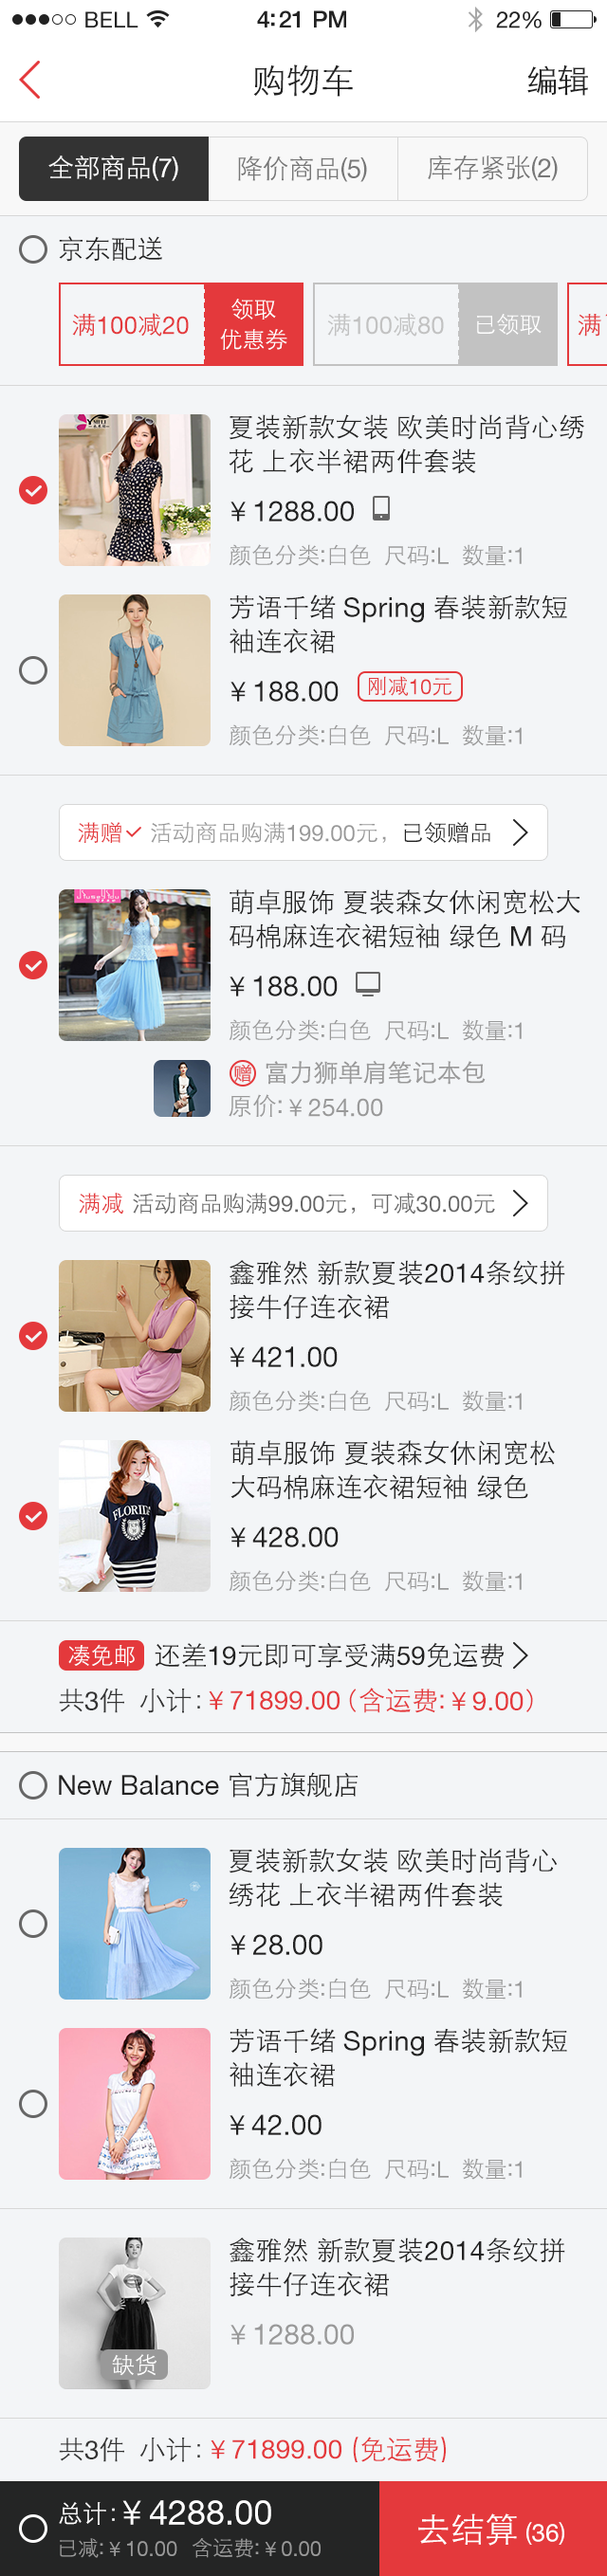 BELL 4:21 PM 22%
购物车 编辑
全部商品(7) 降价商品(5) 库存紧张(2)
京东配送
满100减20 领取
优惠券 满100减80 已领取 满
夏装新款女装 欧美时尚背心绣
花 上衣半裙两件套装
¥ 1288.00
颜色分类:白色 尺码:L 数量:1
芳语千绪 Spring 春装新款短
袖连衣裙
¥ 188.00 刚减10元
颜色分类:白色 尺码:L 数量:1
满赠 活动商品购满199.00元，已领赠品
萌卓服饰 夏装森女休闲宽松大
码棉麻连衣裙短袖 绿色 M 码
¥ 188.00
颜色分类:白色 尺码:L 数量:1
赠 富力狮单肩笔记本包
原价: ¥ 254.00
满减 活动商品购满99.00元，可减30.00元
鑫雅然 新款夏装2014条纹拼
接牛仔连衣裙
¥ 421.00
颜色分类:白色 尺码:L 数量:1
萌卓服饰 夏装森女休闲宽松
大码棉麻连衣裙短袖 绿色
FLORIDA
¥ 428.00
颜色分类:白色 尺码:L 数量:1
凑免邮 还差19元即可享受满59免运费
共3件 小计: ¥ 71899.00 (含运费: ¥ 9.00)
New Balance 官方旗舰店
夏装新款女装 欧美时尚背心
绣花 上衣半裙两件套装
¥ 28.00
颜色分类:白色 尺码:L 数量:1
芳语千绪 Spring 春装新款短
袖连衣裙
¥ 42.00
颜色分类:白色 尺码:L 数量:1
鑫雅然 新款夏装2014条纹拼
接牛仔连衣裙
¥ 1288.00
缺货
共3件 小计: ¥ 71899.00 (免运费)
总计: ¥ 4288.00
已减: ¥ 10.00 含运费: ¥ 0.00
去结算 (36)